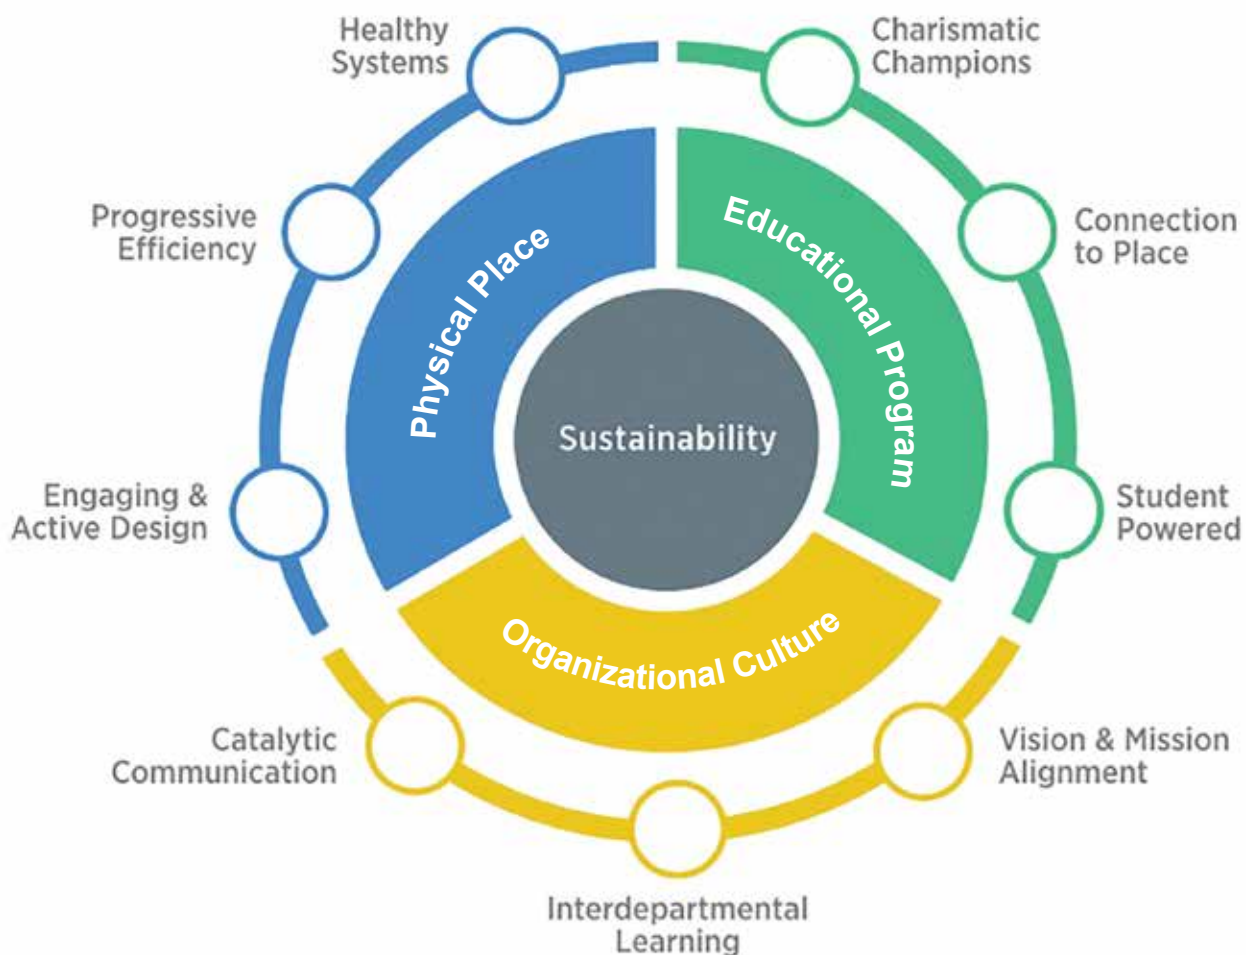 Healthy
Systems
Charismatic
Champions
Progressive
Efficiency
Connection
to Place
Physical Place
Educational Program
Sustainability
Engaging &
Active Design
Student
Powered
Organizational Culture
Catalytic
Communication
Vision & Mission
Alignment
Interdepartmental
Learning